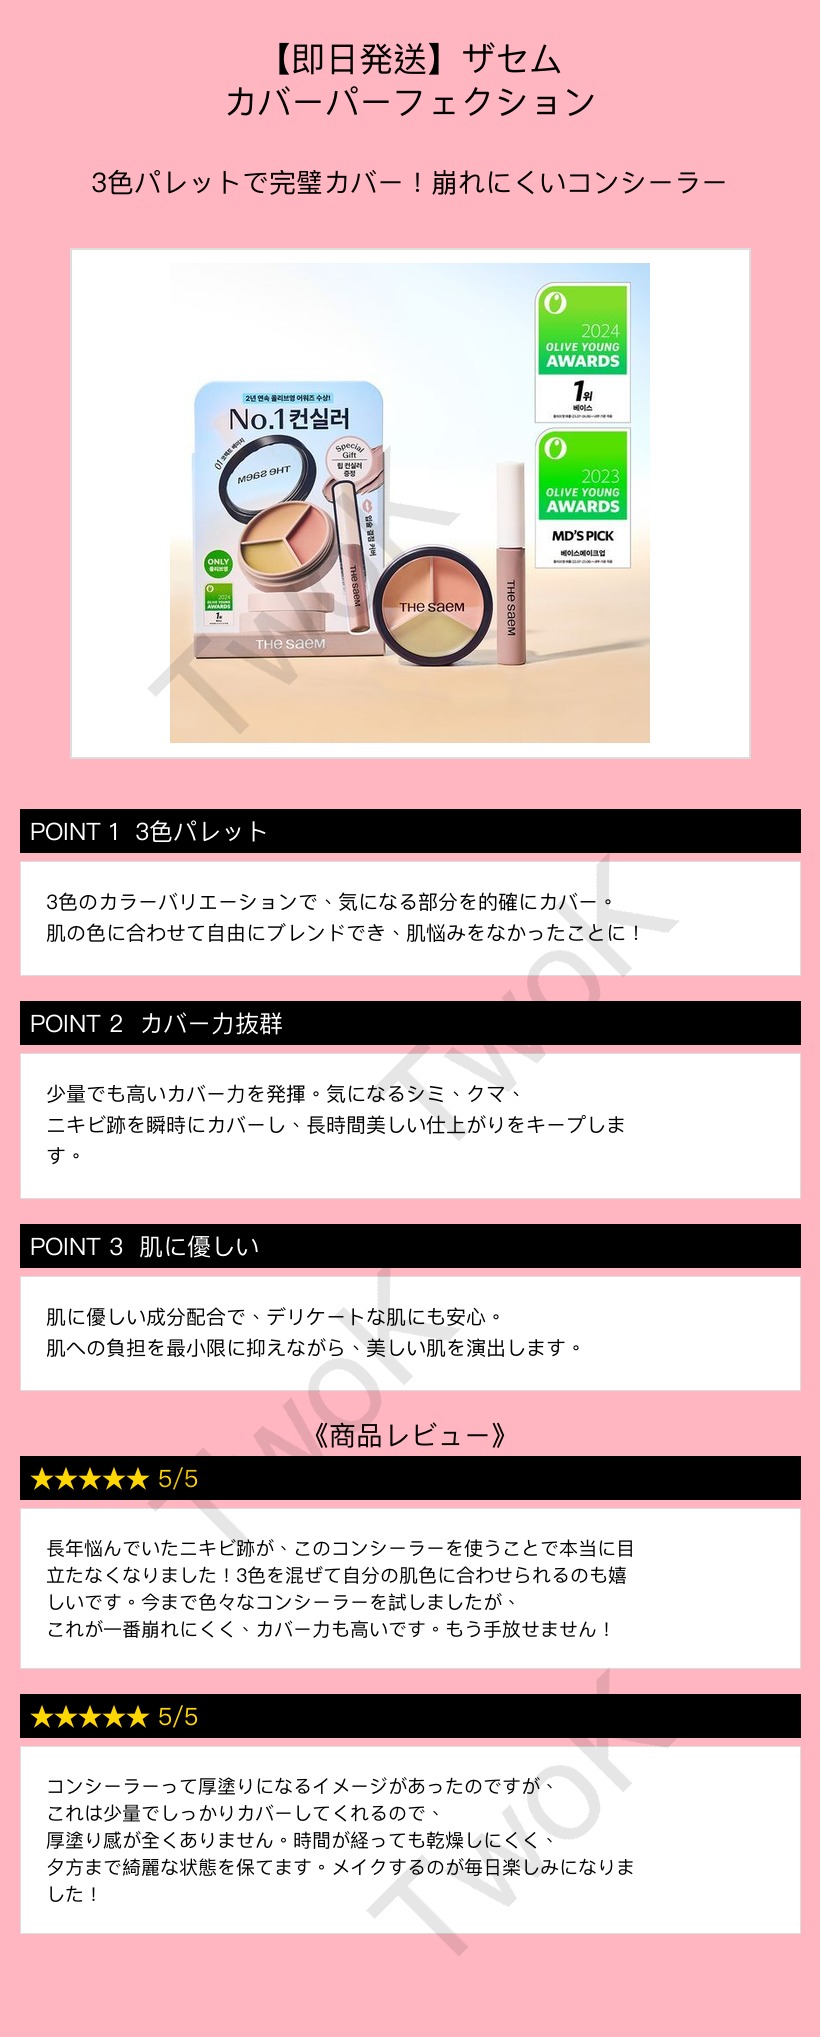 【即日発送】ザセム
カバーパーフェクション
3色パレットで完璧カバー！崩れにくいコンシーラー
2년 연속 올리브영 어워즈 수상!
No.1컨실러
01 코렉트 베이지
THE SAEM
Special
Gift
립 컨실러
증정
입술 결점 커버
THE SAEM
ONLY
올리브영
2024
OLIVE YOUNG
AWARDS
1위
THE SAEM
THE SAEM
THE SAEM
2024
OLIVE YOUNG
AWARDS
1위
베이스
2023
OLIVE YOUNG
AWARDS
MD'S PICK
베이스메이크업
TwoK
POINT 1 3色パレット
3色のカラーバリエーションで、気になる部分を的確にカバー。
肌の色に合わせて自由にブレンドでき、肌悩みをなかったことに！
TwoK
POINT 2 カバー力抜群
少量でも高いカバー力を発揮。気になるシミ、クマ、
ニキビ跡を瞬時にカバーし、長時間美しい仕上がりをキープしま
す。
POINT 3 肌に優しい
肌に優しい成分配合で、デリケートな肌にも安心。
肌への負担を最小限に抑えながら、美しい肌を演出します。
TwoK
《商品レビュー》
★★★★★ 5/5
長年悩んでいたニキビ跡が、このコンシーラーを使うことで本当に目
立たなくなりました！3色を混ぜて自分の肌色に合わせられるのも嬉
しいです。今まで色々なコンシーラーを試しましたが、
これが一番崩れにくく、カバー力も高いです。もう手放せません！
★★★★★ 5/5
コンシーラーって厚塗りになるイメージがあったのですが、
これは少量でしっかりカバーしてくれるので、
厚塗り感が全くありません。時間が経っても乾燥しにくく、
夕方まで綺麗な状態を保てます。メイクするのが毎日楽しみになりま
した！
TwoK